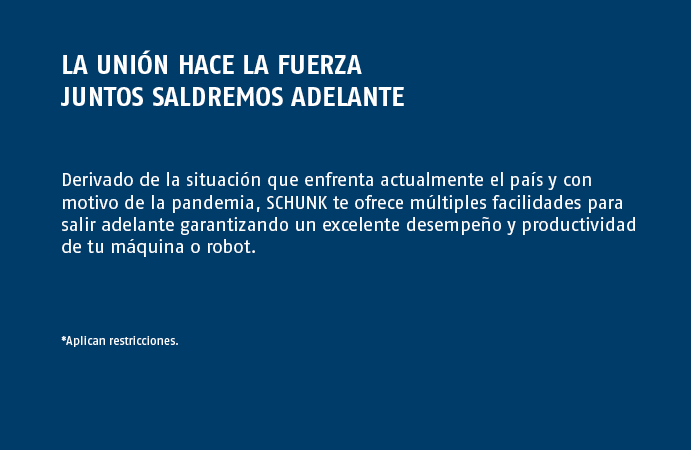 LA UNIÓN HACE LA FUERZA
JUNTOS SALDREMOS ADELANTE
Derivado de la situación que enfrenta actualmente el país y con
motivo de la pandemia, SCHUNK te ofrece múltiples facilidades para
salir adelante garantizando un excelente desempeño y productividad
de tu máquina o robot.
*Aplican restricciones.